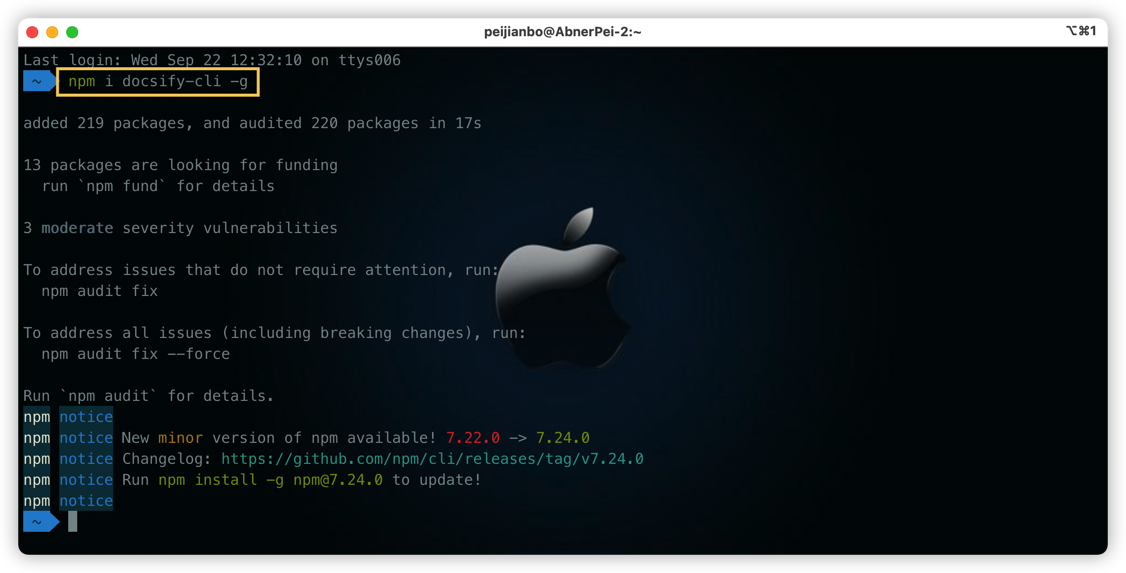 peijianbo@AbnerPei-2:~
⌥⌘1
Last login: Wed Sep 22 12:32:10 on ttys006
~ npm i docsify-cli -g
added 219 packages, and audited 220 packages in 17s
13 packages are looking for funding
run `npm fund` for details
3 moderate severity vulnerabilities
To address issues that do not require attention, run:
npm audit fix
To address all issues (including breaking changes), run:
npm audit fix --force
Run `npm audit` for details.
npm notice
npm notice New minor version of npm available! 7.22.0 -> 7.24.0
npm notice Changelog: https://github.com/npm/cli/releases/tag/v7.24.0
npm notice Run npm install -g npm@7.24.0 to update!
npm notice
~